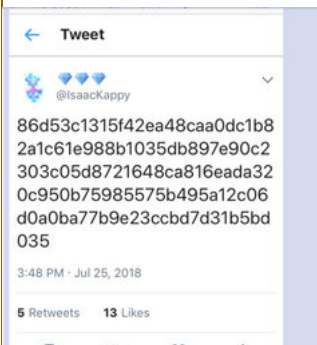 ← Tweet
💎💎💎
@IsaacKappy
86d53c1315f42ea48caa0dc1b8
2a1c61e988b1035db897e90c2
303c05d8721648ca816eada32
0c950b75985575b495a12c06
d0a0ba77b9e23ccbd7d31b5bd
035
3:48 PM · Jul 25, 2018
5 Retweets 13 Likes